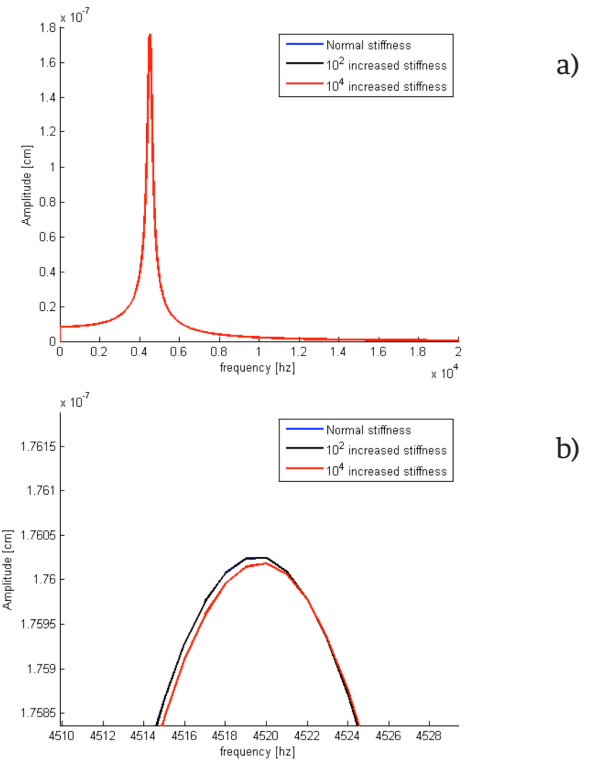 x 10^-7
1.8
1.6
1.4
1.2
1
0.8
0.6
0.4
0.2
0
Amplitude [cm]
Normal stiffness
10^2 increased stiffness
10^4 increased stiffness
a)
0 0.2 0.4 0.6 0.8 1 1.2 1.4 1.6 1.8 2
frequency [hz]
x 10^4
x 10^-7
1.7615
1.761
1.7605
1.76
1.7595
1.759
1.7585
Amplitude [cm]
Normal stiffness
10^2 increased stiffness
10^4 increased stiffness
b)
4510 4512 4514 4516 4518 4520 4522 4524 4526 4528
frequency [hz]